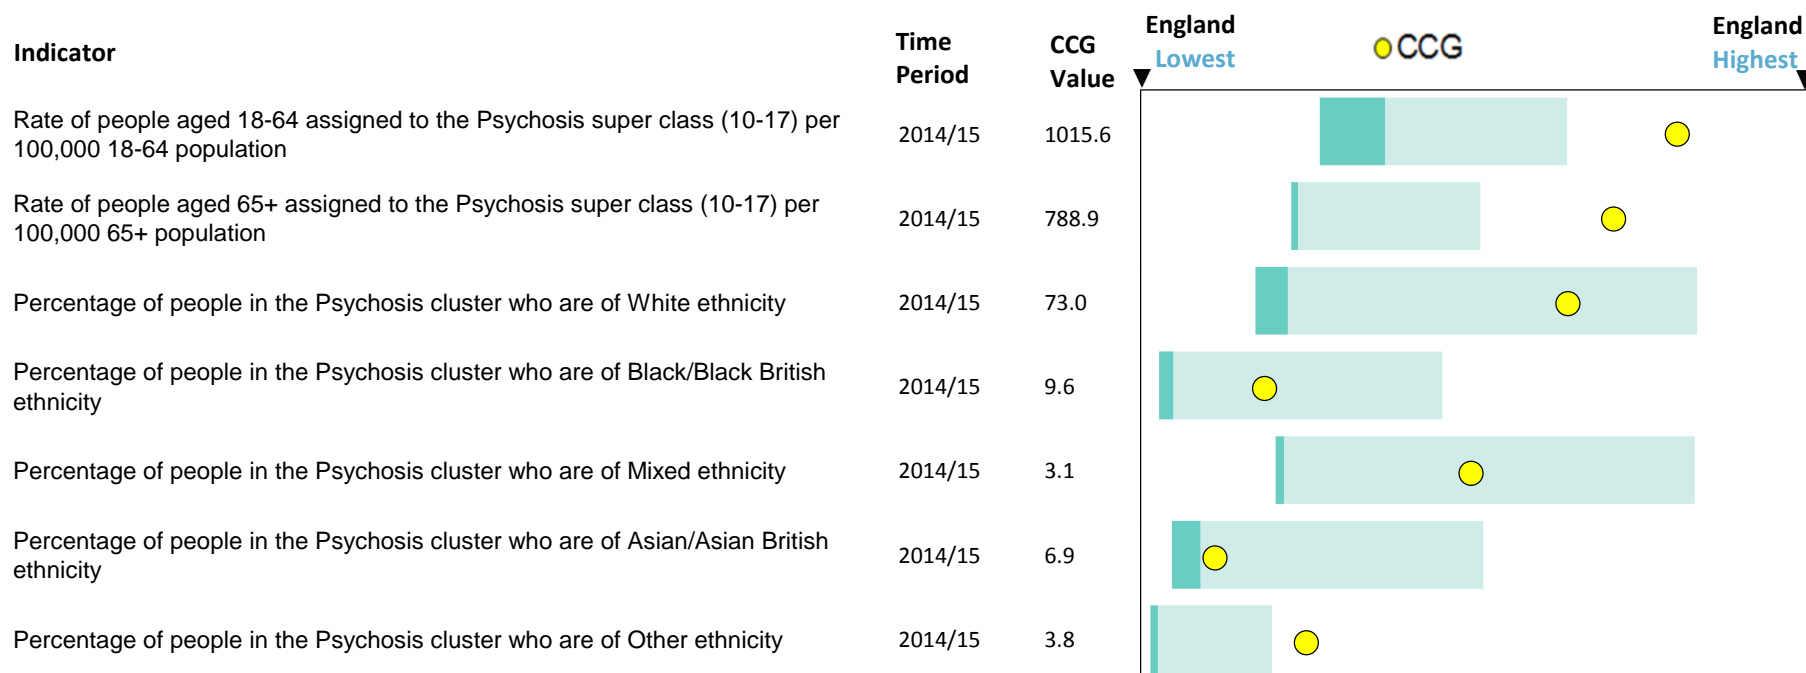 Indicator
Time
Period
CCG
Value
England
Lowest
CCG
England
Highest
Rate of people aged 18-64 assigned to the Psychosis super class (10-17) per
100,000 18-64 population
2014/15
1015.6
Rate of people aged 65+ assigned to the Psychosis super class (10-17) per
100,000 65+ population
2014/15
788.9
Percentage of people in the Psychosis cluster who are of White ethnicity
2014/15
73.0
Percentage of people in the Psychosis cluster who are of Black/Black British
ethnicity
2014/15
9.6
Percentage of people in the Psychosis cluster who are of Mixed ethnicity
2014/15
3.1
Percentage of people in the Psychosis cluster who are of Asian/Asian British
ethnicity
2014/15
6.9
Percentage of people in the Psychosis cluster who are of Other ethnicity
2014/15
3.8